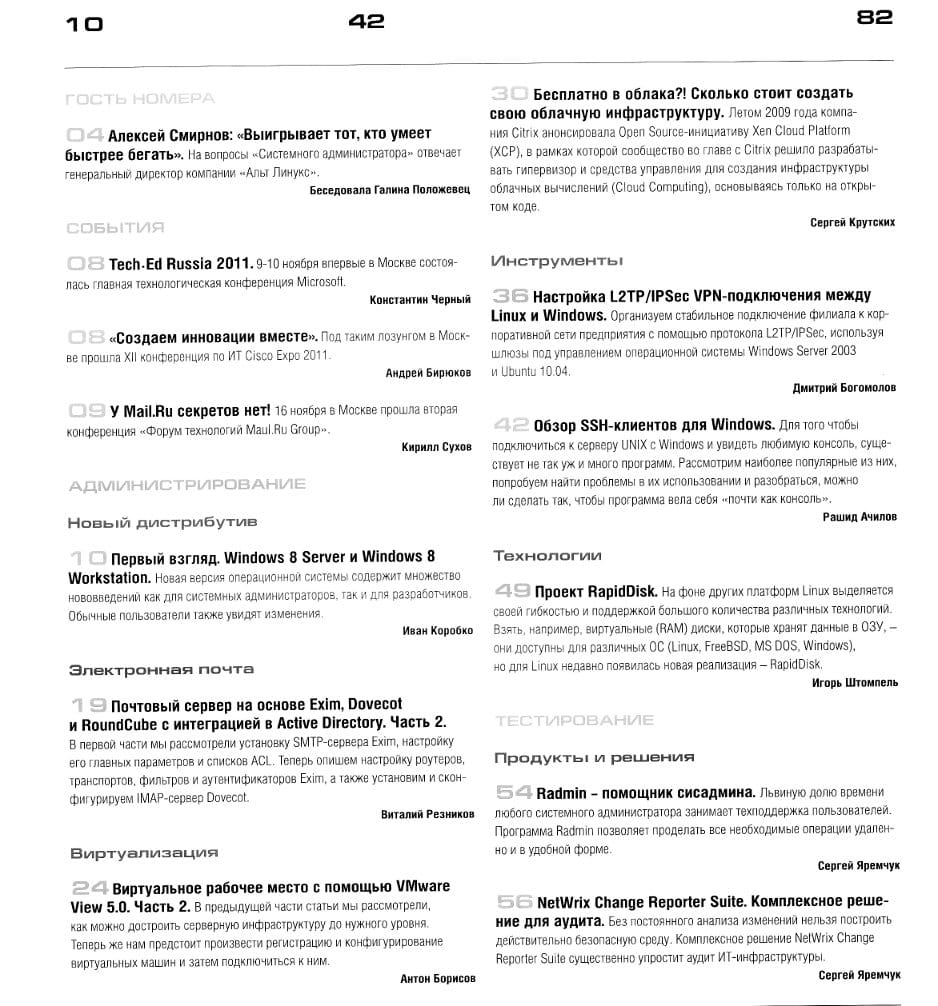 10
42
82
ГОСТЬ НОМЕРА
04 Алексей Смирнов: «Выигрывает тот, кто умеет
быстрее бегать». На вопросы «Системного администратора» отвечает
генеральный директор компании «Альт Линукс».
Беседовала Галина Положевец
СОБЫТИЯ
08 Tech·Ed Russia 2011. 9-10 ноября впервые в Москве состоя-
лась главная технологическая конференция Microsoft.
Константин Черный
08 «Создаем инновации вместе». Под таким лозунгом в Моск-
ве прошла XII конференция по ИТ Cisco Expo 2011.
Андрей Бирюков
09 У Mail.Ru секретов нет! 16 ноября в Москве прошла вторая
конференция «Форум технологий Maul.Ru Group».
Кирилл Сухов
АДМИНИСТРИРОВАНИЕ
Новый дистрибутив
10 Первый взгляд. Windows 8 Server и Windows 8
Workstation. Новая версия операционной системы содержит множество
нововведений как для системных администраторов, так и для разработчиков.
Обычные пользователи также увидят изменения.
Иван Коробко
Электронная почта
19 Почтовый сервер на основе Exim, Dovecot
и RoundCube с интеграцией в Active Directory. Часть 2.
В первой части мы рассмотрели установку SMTP-сервера Exim, настройку
его главных параметров и списков ACL. Теперь опишем настройку роутеров,
транспортов, фильтров и аутентификаторов Exim, а также установим и скон-
фигурируем IMAP-сервер Dovecot.
Виталий Резников
Виртуализация
24 Виртуальное рабочее место с помощью VMware
View 5.0. Часть 2. В предыдущей части статьи мы рассмотрели,
как можно достроить серверную инфраструктуру до нужного уровня.
Теперь же нам предстоит произвести регистрацию и конфигурирование
виртуальных машин и затем подключиться к ним.
Антон Борисов
30 Бесплатно в облака?! Сколько стоит создать
свою облачную инфраструктуру. Летом 2009 года компа-
ния Citrix анонсировала Open Source-инициативу Xen Cloud Platform
(XCP), в рамках которой сообщество во главе с Citrix решило разрабаты-
вать гипервизор и средства управления для создания инфраструктуры
облачных вычислений (Cloud Computing), основываясь только на откры-
том коде.
Сергей Крутских
Инструменты
36 Настройка L2TP/IPSec VPN-подключения между
Linux и Windows. Организуем стабильное подключение филиала к кор-
поративной сети предприятия с помощью протокола L2TP/IPSec, используя
шлюзы под управлением операционной системы Windows Server 2003
и Ubuntu 10.04.
Дмитрий Богомолов
42 Обзор SSH-клиентов для Windows. Для того чтобы
подключиться к серверу UNIX с Windows и увидеть любимую консоль, суще-
ствует не так уж и много программ. Рассмотрим наиболее популярные из них,
попробуем найти проблемы в их использовании и разобраться, можно
ли сделать так, чтобы программа вела себя «почти как консоль».
Рашид Ачилов
Технологии
49 Проект RapidDisk. На фоне других платформ Linux выделяется
своей гибкостью и поддержкой большого количества различных технологий.
Взять, например, виртуальные (RAM) диски, которые хранят данные в ОЗУ, –
они доступны для различных ОС (Linux, FreeBSD, MS DOS, Windows),
но для Linux недавно появилась новая реализация – RapidDisk.
Игорь Штомпель
ТЕСТИРОВАНИЕ
Продукты и решения
54 Radmin – помощник сисадмина. Львиную долю времени
любого системного администратора занимает техподдержка пользователей.
Программа Radmin позволяет проделать все необходимые операции удален-
но и в удобной форме.
Сергей Яремчук
56 NetWrix Change Reporter Suite. Комплексное реше-
ние для аудита. Без постоянного анализа изменений нельзя построить
действительно безопасную среду. Комплексное решение NetWrix Change
Reporter Suite существенно упростит аудит ИТ-инфраструктуры.
Сергей Яремчук